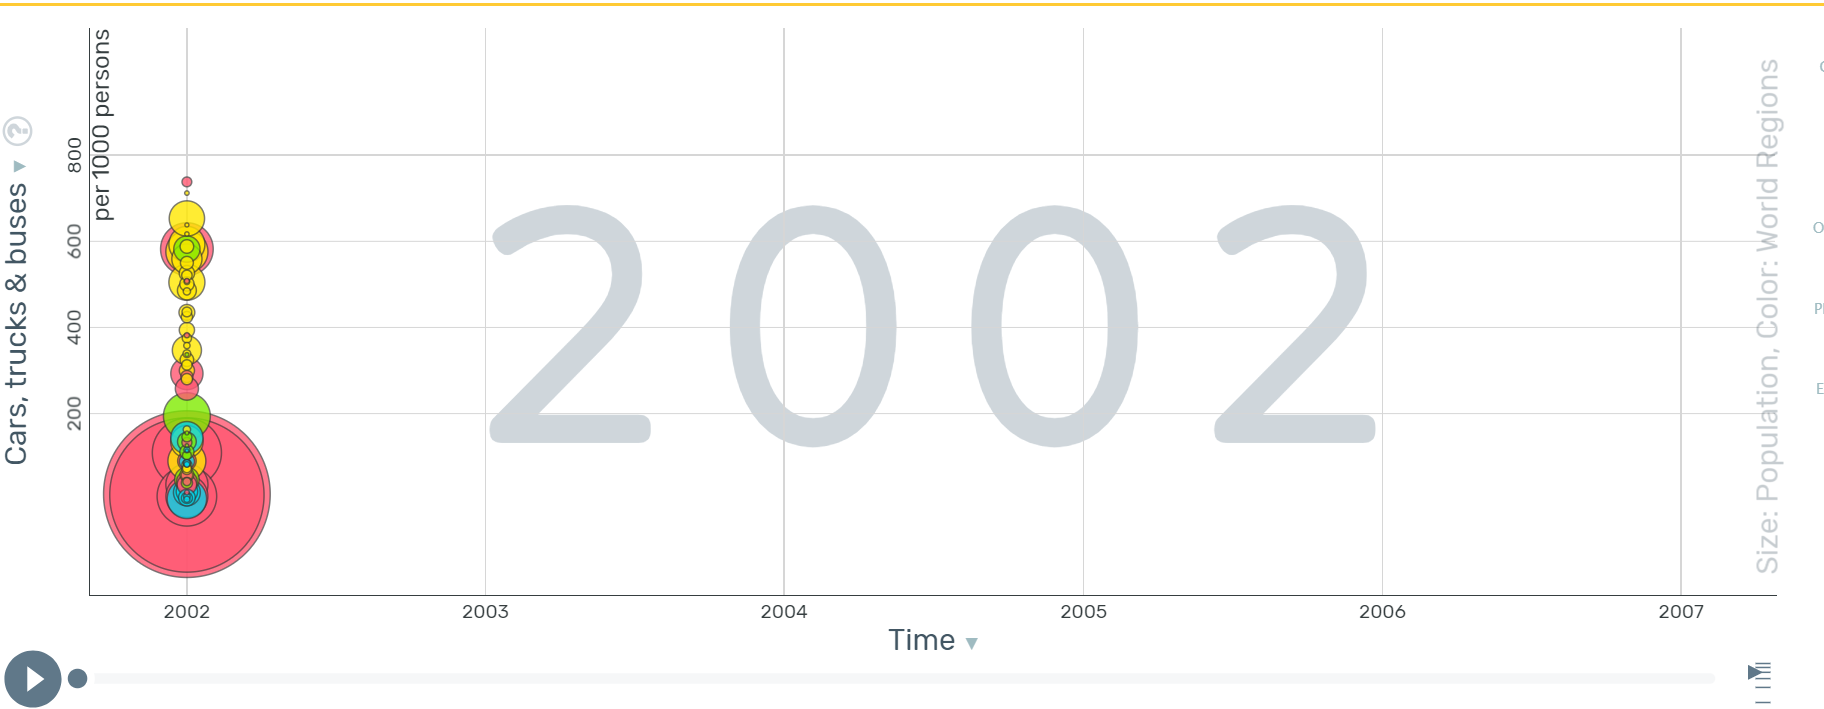 Cars, trucks & buses ▼ ?
per 1000 persons
800
600
400
200
2002
Size: Population, Color: World Regions
2002 2003 2004 2005 2006 2007
Time ▼